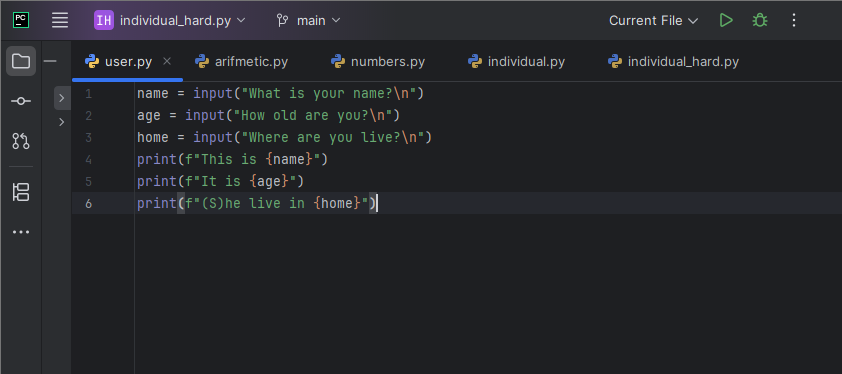 PC IH individual_hard.py main Current File
user.py arifmetic.py numbers.py individual.py individual_hard.py
1 name = input("What is your name?\n")
2 age = input("How old are you?\n")
3 home = input("Where are you live?\n")
4 print(f"This is {name}")
5 print(f"It is {age}")
6 print(f"(S)he live in {home}")